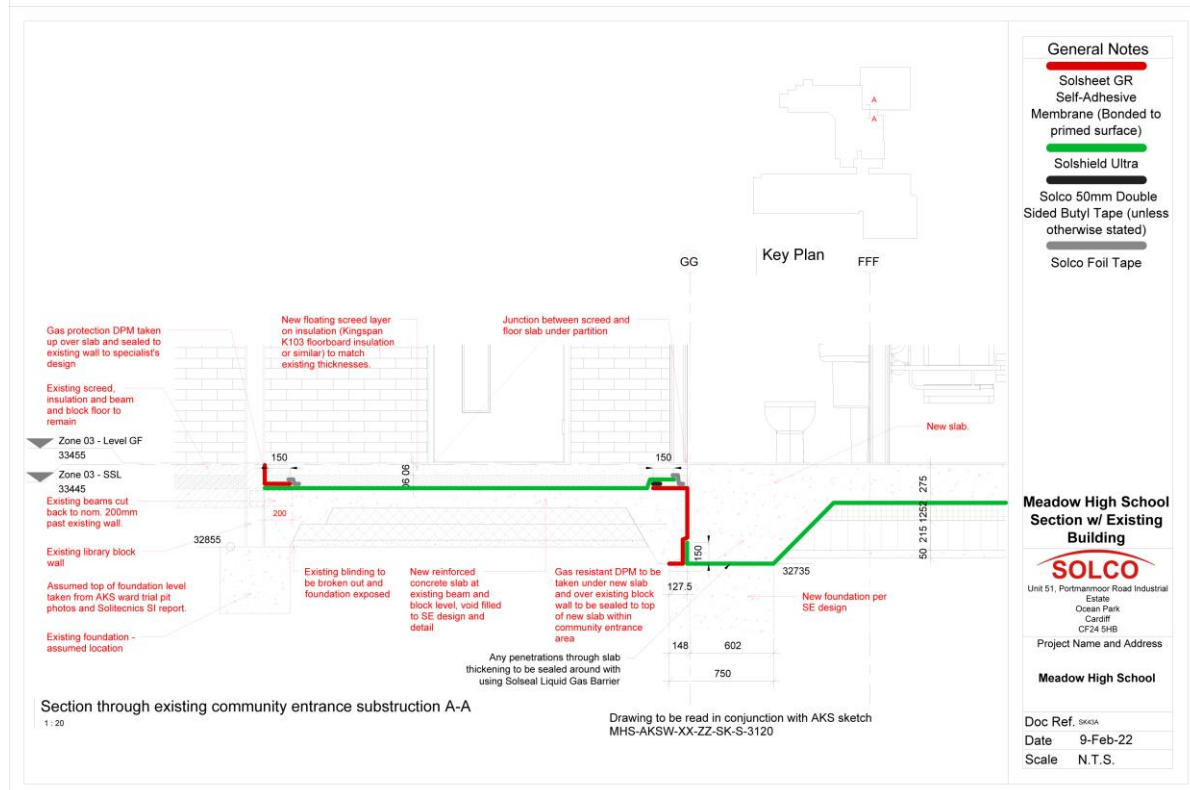 General Notes
Solsheet GR
Self-Adhesive
Membrane (Bonded to
primed surface)
Solshield Ultra
Solco 50mm Double
Sided Butyl Tape (unless
otherwise stated)
Solco Foil Tape
A
A
Key Plan
GG
FFF
Gas protection DPM taken
up over slab and sealed to
existing wall to specialist's
design
New floating screed layer
on insulation (Kingspan
K103 floorboard insulation
or similar) to match
existing thicknesses.
Junction between screed and
floor slab under partition
Existing screed,
insulation and beam
and block floor to
remain
New slab.
Zone 03 - Level GF
33455
Zone 03 - SSL
33445
150
150
275
1252
215
50
Existing beams cut
back to nom. 200mm
past existing wall.
200
32855
Existing library block
wall
150
32735
Assumed top of foundation level
taken from AKS ward trial pit
photos and Solitecnics SI report.
Existing blinding to
be broken out and
foundation exposed
New reinforced
concrete slab at
existing beam and
block level, void filled
to SE design and
detail
Gas resistant DPM to be
taken under new slab
and over existing block
wall to be sealed to top
of new slab within
community entrance
area
127.5
New foundation per
SE design
Existing foundation -
assumed location
148
602
750
Any penetrations through slab
thickening to be sealed around with
using Solseal Liquid Gas Barrier
Section through existing community entrance substruction A-A
1 : 20
Drawing to be read in conjunction with AKS sketch
MHS-AKSW-XX-ZZ-SK-S-3120
Meadow High School
Section w/ Existing
Building
SOLCO
Unit 51, Portmanmoor Road Industrial
Estate
Ocean Park
Cardiff
CF24 5HB
Project Name and Address
Meadow High School
Doc Ref. SK43A
Date 9-Feb-22
Scale N.T.S.